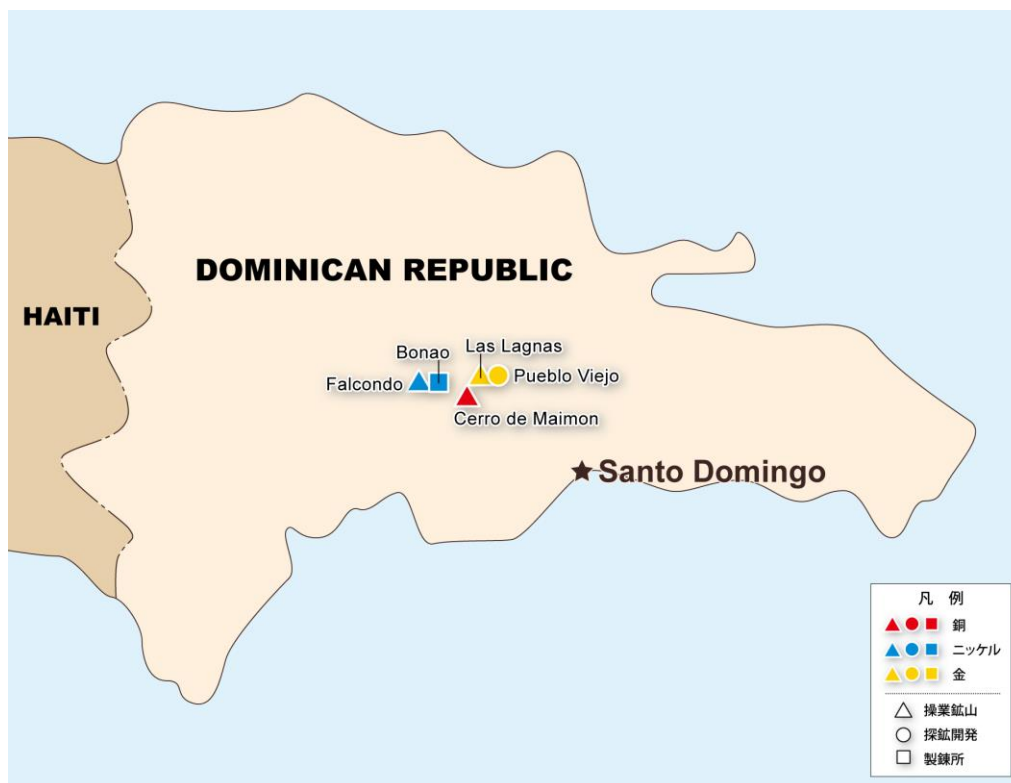 DOMINICAN REPUBLIC
HAITI
Las Lagnas
Bonao
Falcondo
Pueblo Viejo
Cerro de Maimon
Santo Domingo
凡 例
銅
ニッケル
金
操業鉱山
探鉱開発
製錬所